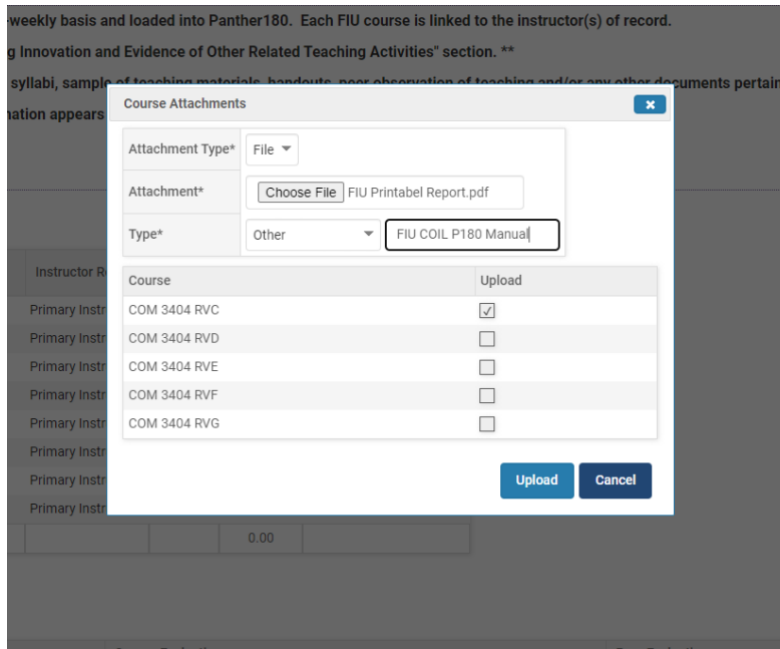 -weekly basis and loaded into Panther180. Each FIU course is linked to the instructor(s) of record.
g Innovation and Evidence of Other Related Teaching Activities" section. **
syllabi, sample of teaching materials, handouts, peer observation of teaching and/or any other documents pertain
nation appears
Course Attachments
Attachment Type* File
Attachment* Choose File FIU Printabel Report.pdf
Type* Other FIU COIL P180 Manual
Instructor R
Course Upload
Primary Instr COM 3404 RVC
Primary Instr COM 3404 RVD
Primary Instr COM 3404 RVE
Primary Instr COM 3404 RVF
Primary Instr COM 3404 RVG
Primary Instr
Primary Instr Upload Cancel
Primary Instr
0.00